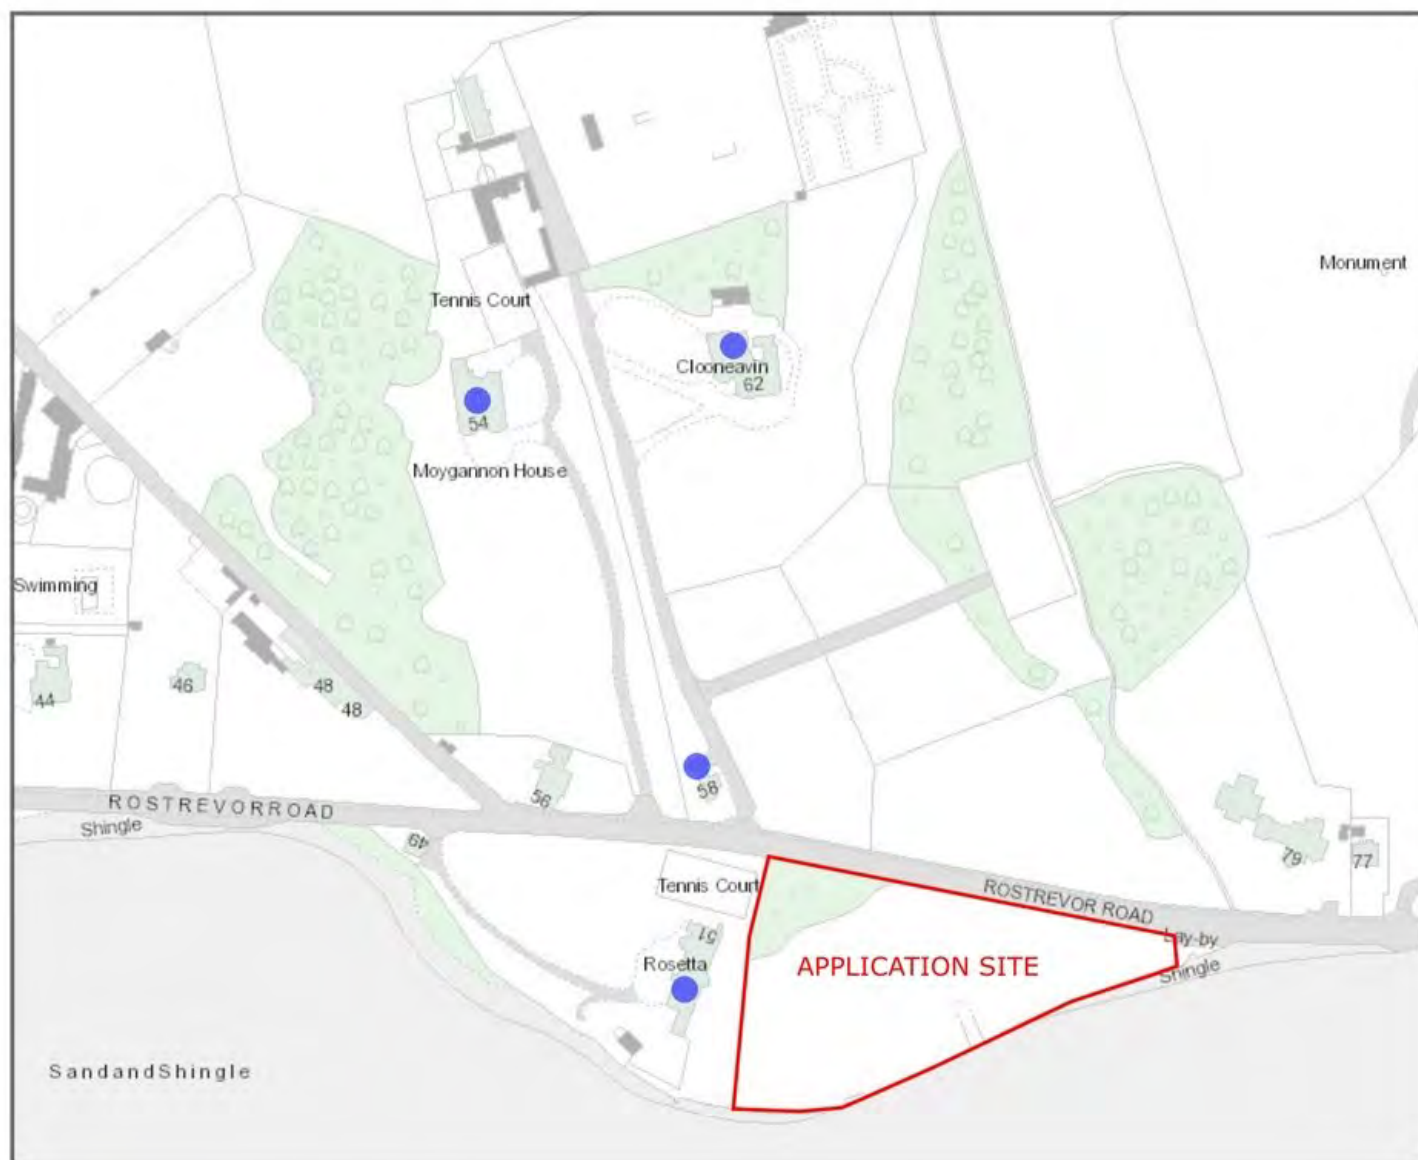 Monument
Tennis Court
Clooneavin
62
54
Moygannon House
Swimming
44
46
48
48
56
58
ROSTREVORROAD
Shingle
49
Tennis Court
ROSTREVOR ROAD
79
77
Lay-by
51
Rosetta
APPLICATION SITE
Shingle
SandandShingle